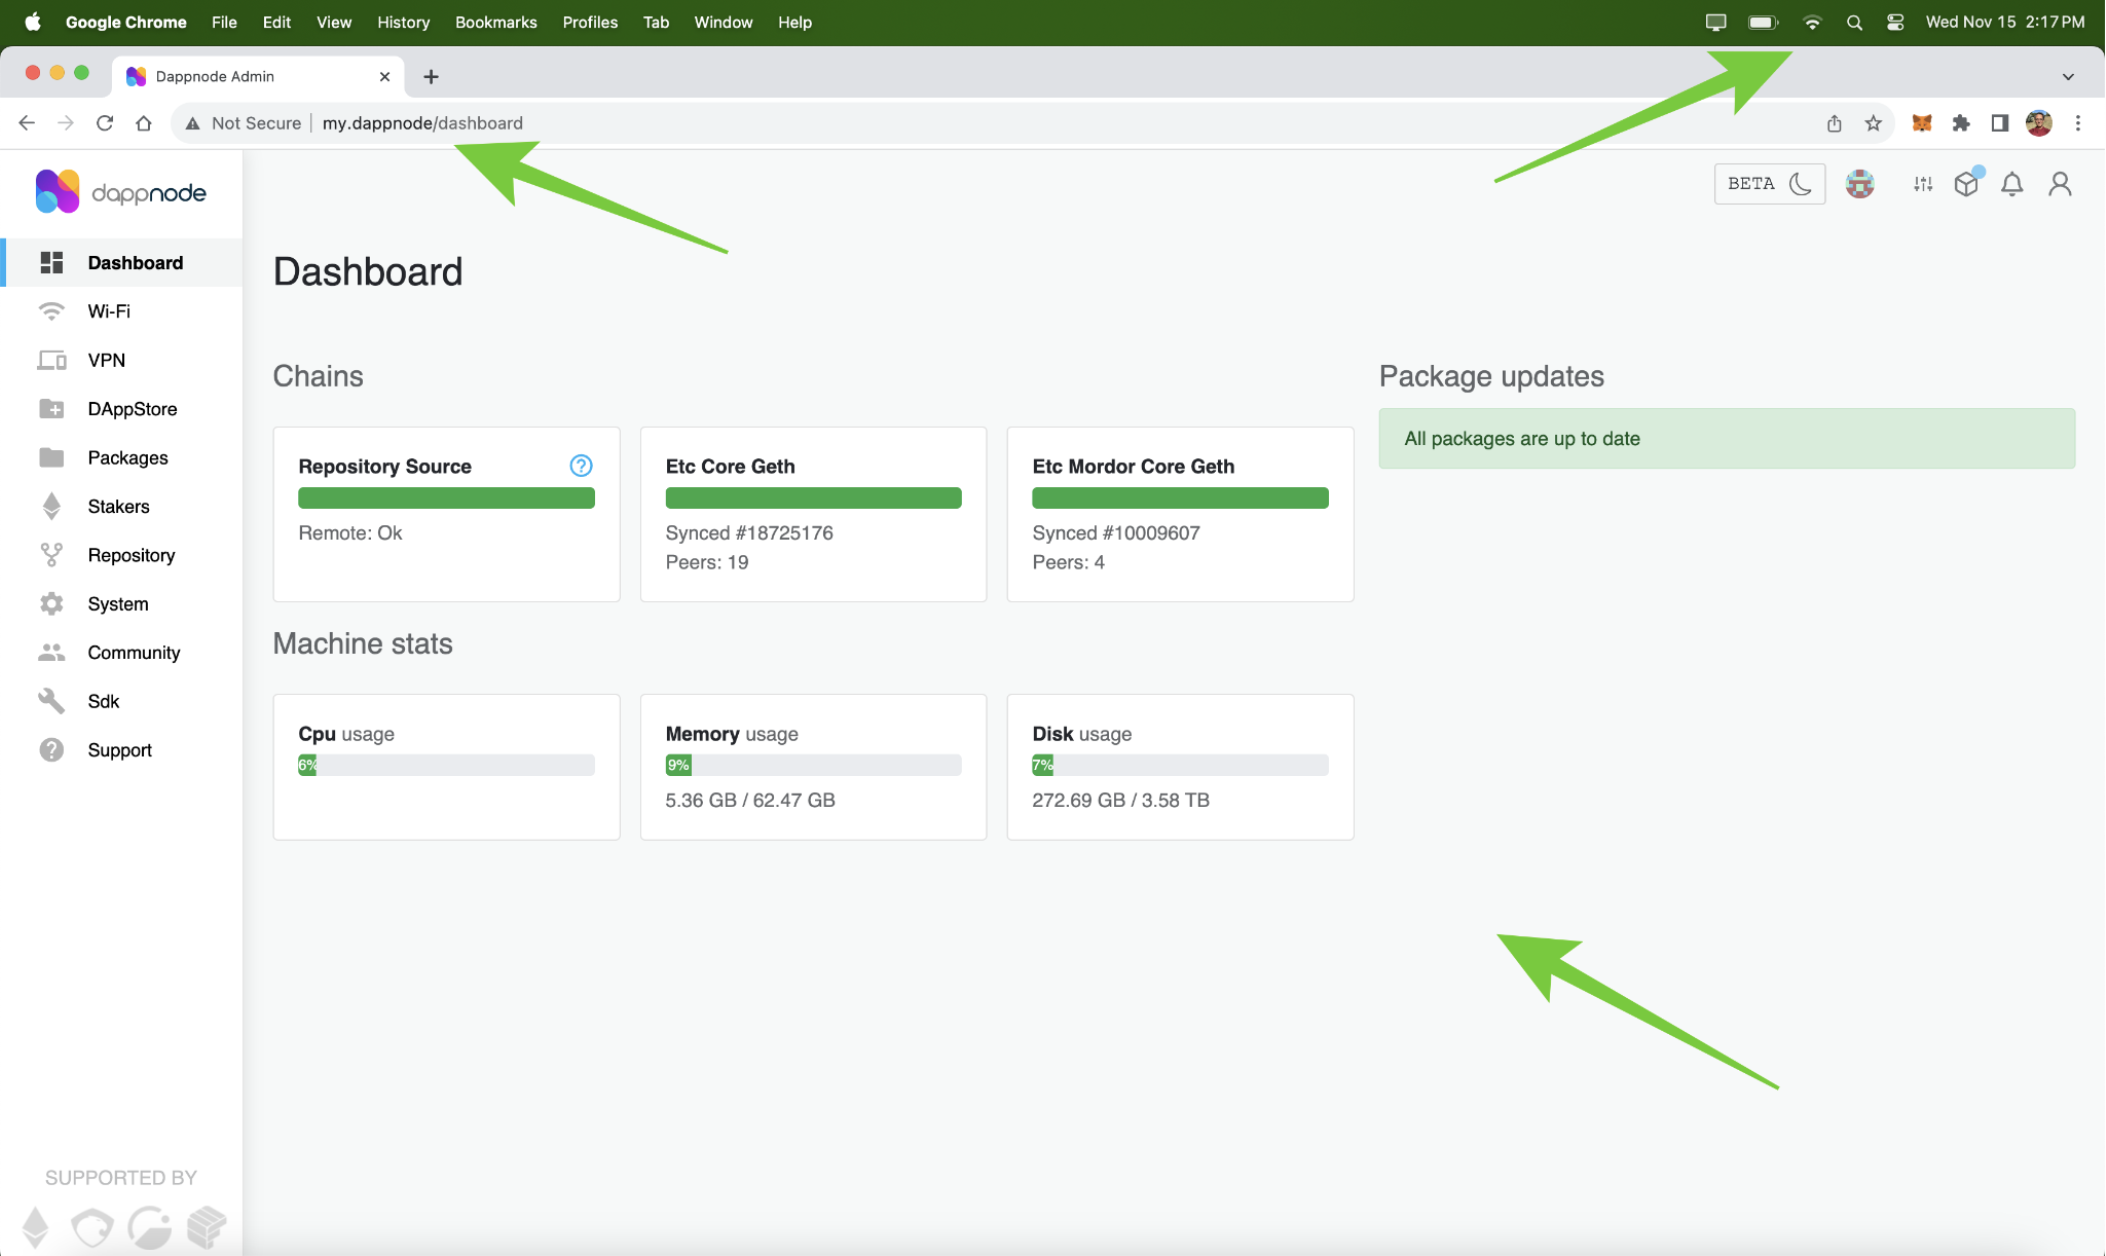 Google Chrome File Edit View History Bookmarks Profiles Tab Window Help Wed Nov 15 2:17 PM
Dappnode Admin
Not Secure my.dappnode/dashboard
dappnode
BETA
Dashboard
Wi-Fi
VPN
DAppStore
Packages
Stakers
Repository
System
Community
Sdk
Support
SUPPORTED BY
Dashboard
Chains
Repository Source
Remote: Ok
Etc Core Geth
Synced #18725176
Peers: 19
Etc Mordor Core Geth
Synced #10009607
Peers: 4
Package updates
All packages are up to date
Machine stats
Cpu usage
6%
Memory usage
9%
5.36 GB / 62.47 GB
Disk usage
7%
272.69 GB / 3.58 TB